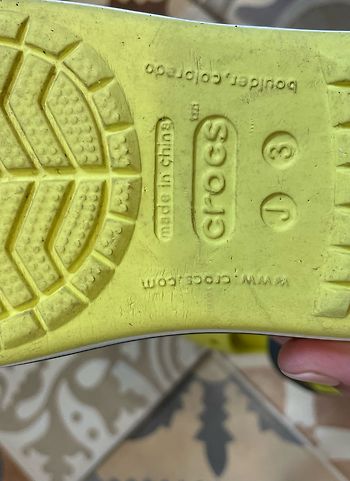 boulder, colorado
made in china
crocs
J 3
www.crocs.com